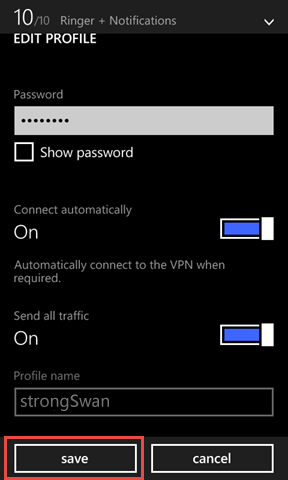 10/10 Ringer + Notifications
EDIT PROFILE
Password
••••••••
Show password
Connect automatically
On
Automatically connect to the VPN when
required.
Send all traffic
On
Profile name
strongSwan
save cancel